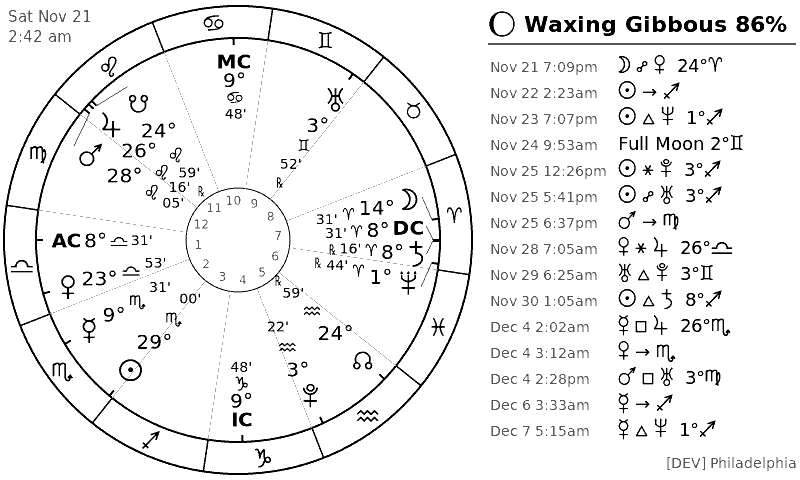 Sat Nov 21
2:42 am
Waxing Gibbous 86%
Nov 21 7:09pm ☽ ☍ ♀ 24°♈
Nov 22 2:23am ☉ → ♐
Nov 23 7:07pm ☉ △ ♆ 1°♐
Nov 24 9:53am Full Moon 2°♊
Nov 25 12:26pm ☉ ⚹ ♇ 3°♐
Nov 25 5:41pm ☉ ☍ ♅ 3°♐
Nov 25 6:37pm ♂ → ♍
Nov 28 7:05am ♀ ⚹ ♃ 26°♎
Nov 29 6:25am ♅ △ ♇ 3°♊
Nov 30 1:05am ☉ △ ♄ 8°♐
Dec 4 2:02am ☿ □ ♃ 26°♏
Dec 4 3:12am ♀ → ♏
Dec 4 2:28pm ♂ □ ♅ 3°♍
Dec 6 3:33am ☿ → ♐
Dec 7 5:15am ☿ △ ♆ 1°♐
[DEV] Philadelphia
♋
♊
♉
♈
♓
♒
♑
♐
♏
♎
♍
♌
MC
9°
♋
48'
♅ 3° ♊ 52' ℞
☽ 14° ♈ 31'
DC 8° ♈ 31'
♄ 8° ♈ 16' ℞
♆ 1° ♈ 44' ℞
☊ 24° ♒ 59' ℞
♇ 3° ♒ 22'
48'
♑
9°
IC
☉ 29° ♏ 00'
☿ 9° ♏ 31'
♀ 23° ♎ 53'
AC 8° ♎ 31'
♂ 28° ♌ 05'
♃ 26° ♌ 16'
☋ 24° ♌ 59' ℞
1
2
3
4
5
6
7
8
9
10
11
12